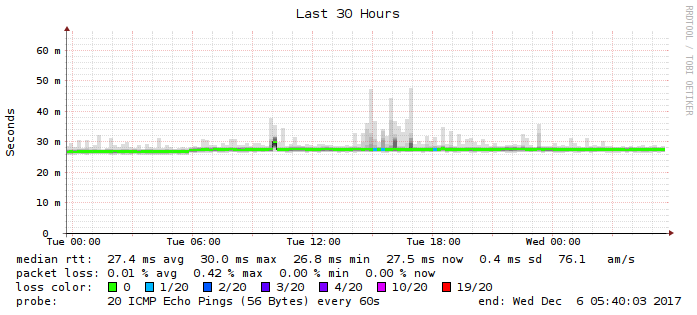 Last 30 Hours
RRDTOOL / TOBI OETIKER
Seconds
60 m
50 m
40 m
30 m
20 m
10 m
0
Tue 00:00 Tue 06:00 Tue 12:00 Tue 18:00 Wed 00:00
median rtt: 27.4 ms avg 30.0 ms max 26.8 ms min 27.5 ms now 0.4 ms sd 76.1 am/s
packet loss: 0.01 % avg 0.42 % max 0.00 % min 0.00 % now
loss color: 0 1/20 2/20 3/20 4/20 10/20 19/20
probe: 20 ICMP Echo Pings (56 Bytes) every 60s end: Wed Dec 6 05:40:03 2017